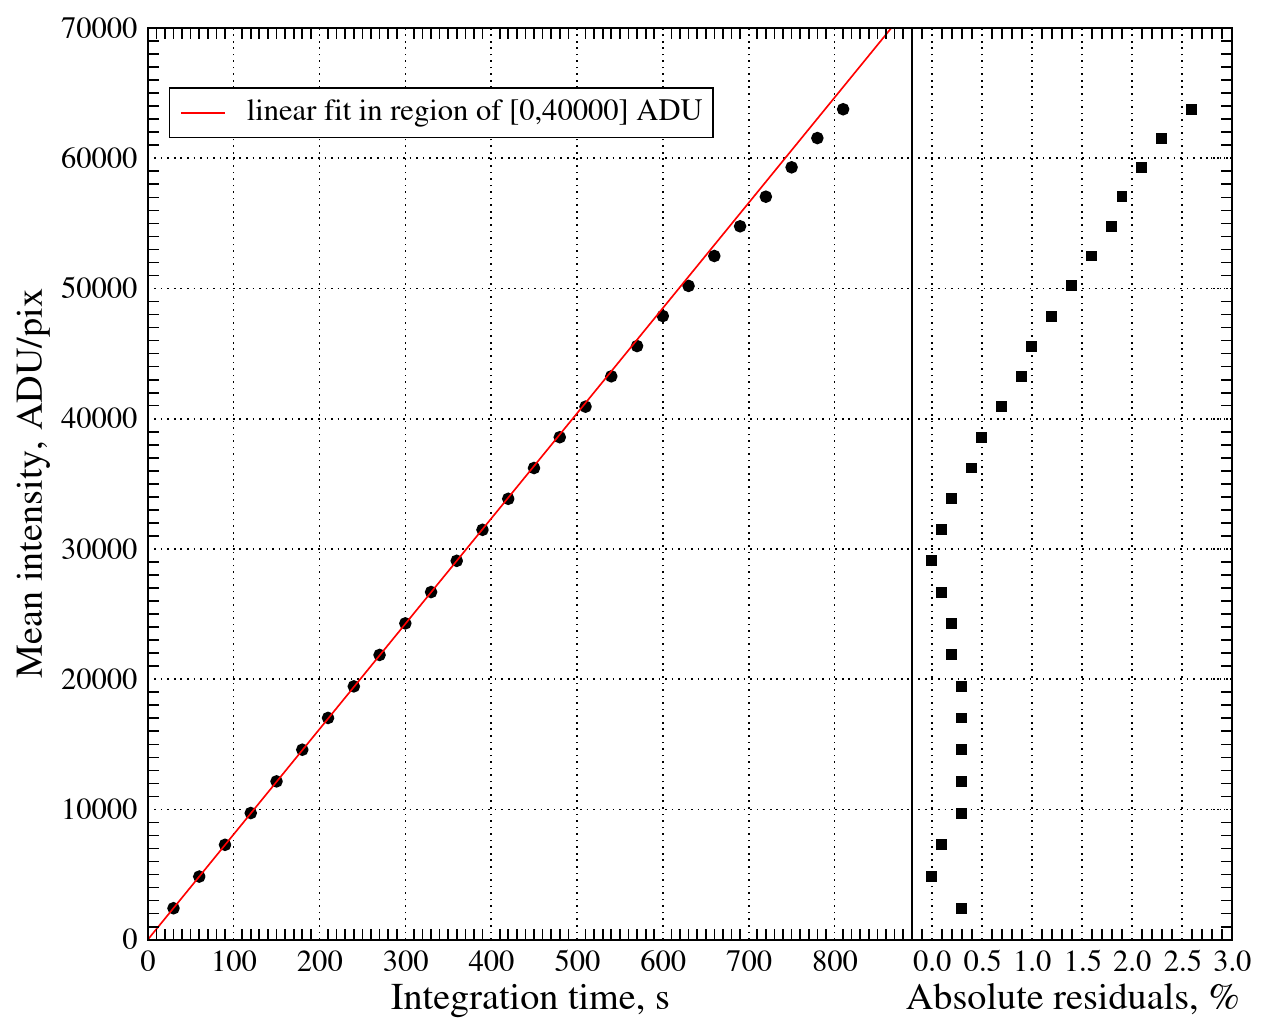 70000
60000
50000
40000
30000
20000
10000
0
Mean intensity, ADU/pix
linear fit in region of [0,40000] ADU
0 100 200 300 400 500 600 700 800
Integration time, s
0.0 0.5 1.0 1.5 2.0 2.5 3.0
Absolute residuals, %